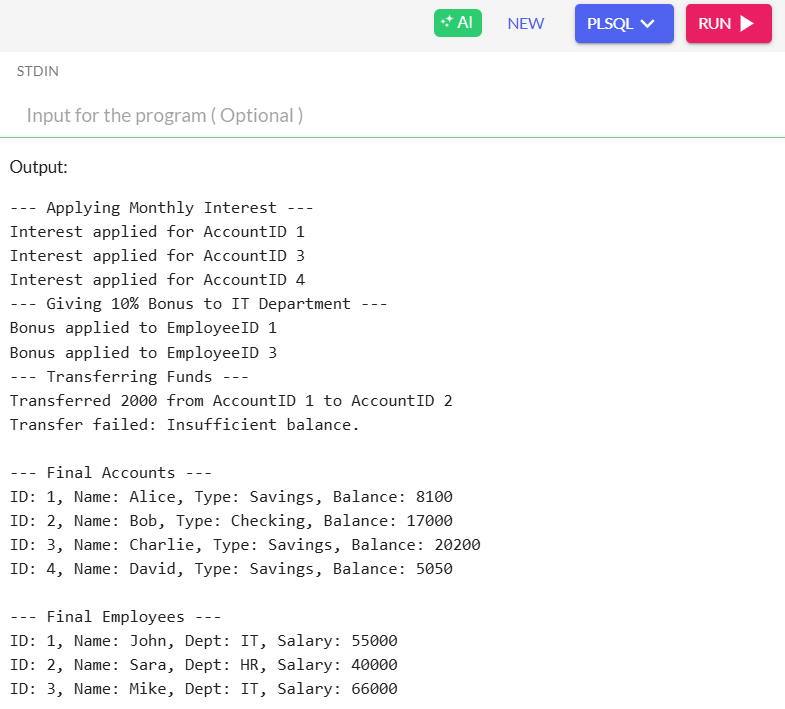 AI NEW PLSQL RUN
STDIN
Input for the program ( Optional )
Output:
--- Applying Monthly Interest ---
Interest applied for AccountID 1
Interest applied for AccountID 3
Interest applied for AccountID 4
--- Giving 10% Bonus to IT Department ---
Bonus applied to EmployeeID 1
Bonus applied to EmployeeID 3
--- Transferring Funds ---
Transferred 2000 from AccountID 1 to AccountID 2
Transfer failed: Insufficient balance.
--- Final Accounts ---
ID: 1, Name: Alice, Type: Savings, Balance: 8100
ID: 2, Name: Bob, Type: Checking, Balance: 17000
ID: 3, Name: Charlie, Type: Savings, Balance: 20200
ID: 4, Name: David, Type: Savings, Balance: 5050
--- Final Employees ---
ID: 1, Name: John, Dept: IT, Salary: 55000
ID: 2, Name: Sara, Dept: HR, Salary: 40000
ID: 3, Name: Mike, Dept: IT, Salary: 66000